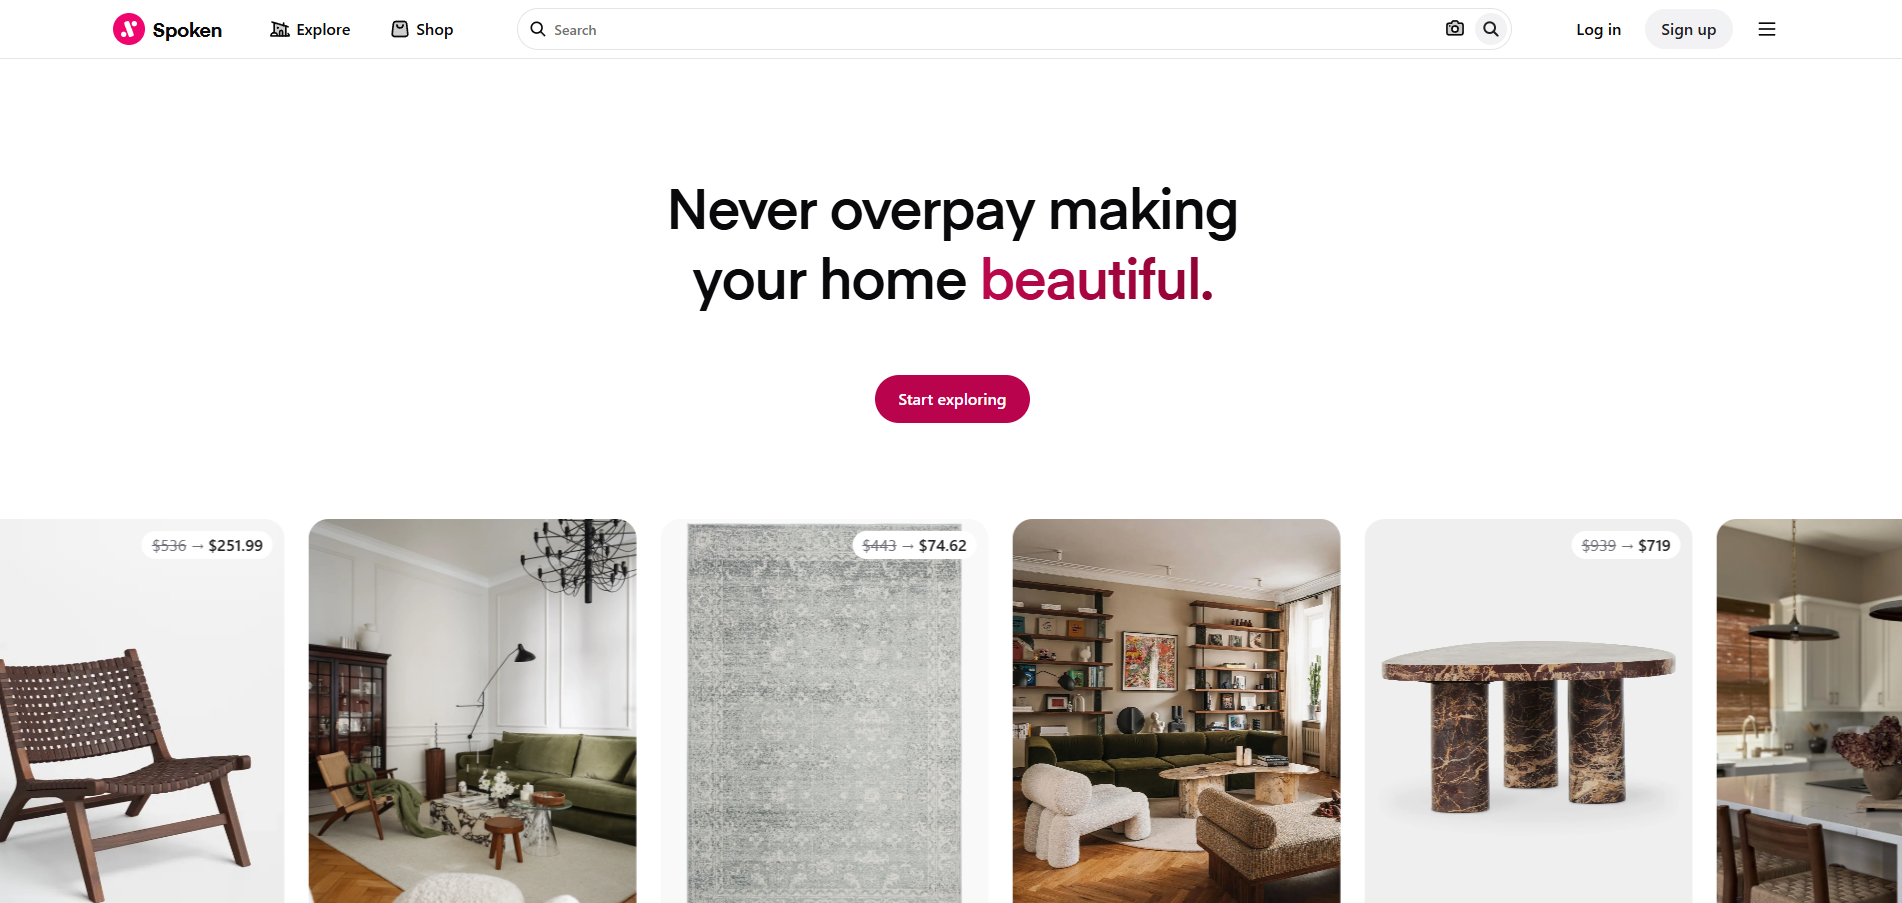 Spoken
Explore
Shop
Search
Log in
Sign up
Never overpay making
your home beautiful.
Start exploring
$536 → $251.99
$443 → $74.62
$939 → $719